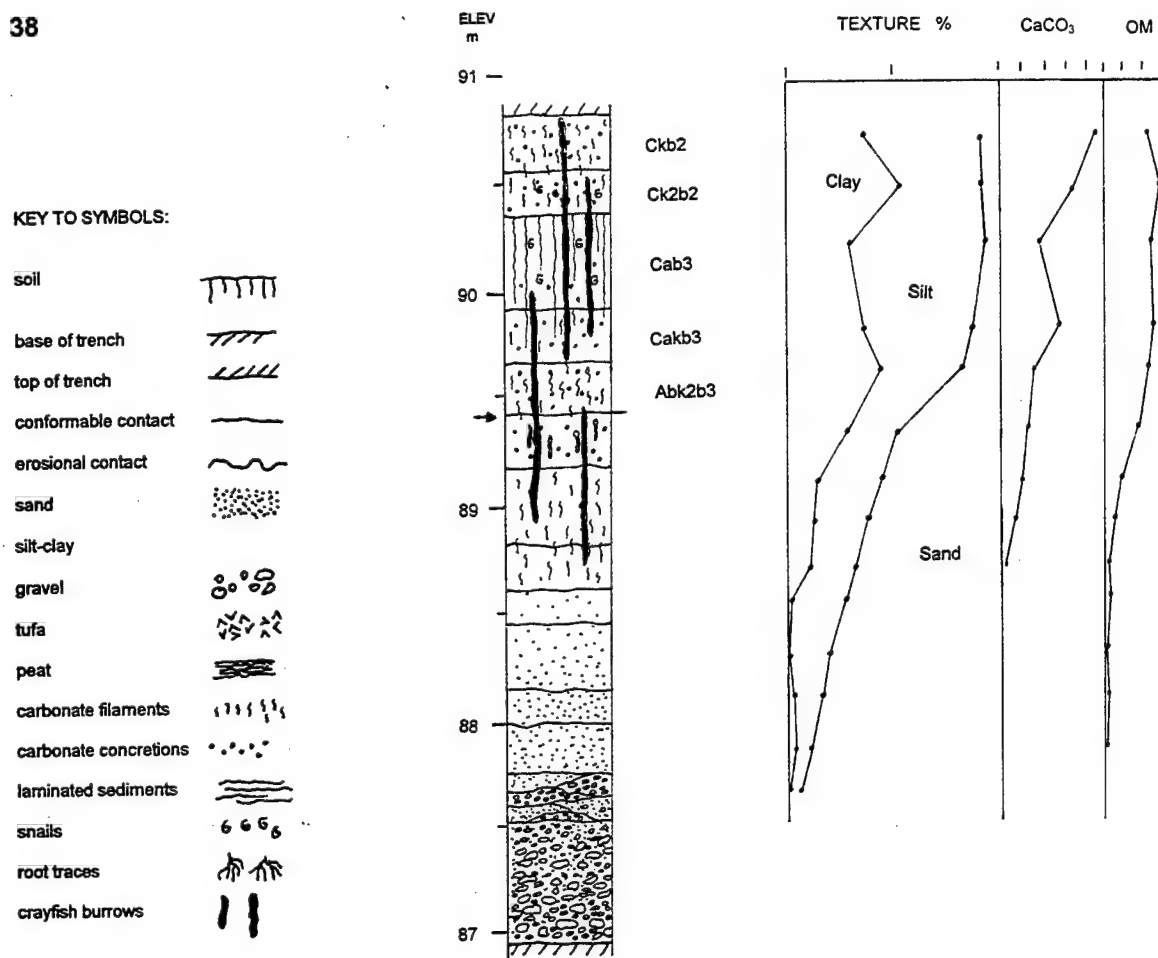 38
ELEV
m
TEXTURE %
CaCO₃
OM
91
Ckb2
Ck2b2
Clay
KEY TO SYMBOLS:
soil
Cab3
Silt
90
base of trench
Cakb3
top of trench
Abk2b3
conformable contact
erosional contact
sand
89
Sand
silt-clay
gravel
tufa
peat
carbonate filaments
88
carbonate concretions
laminated sediments
snails
root traces
crayfish burrows
87